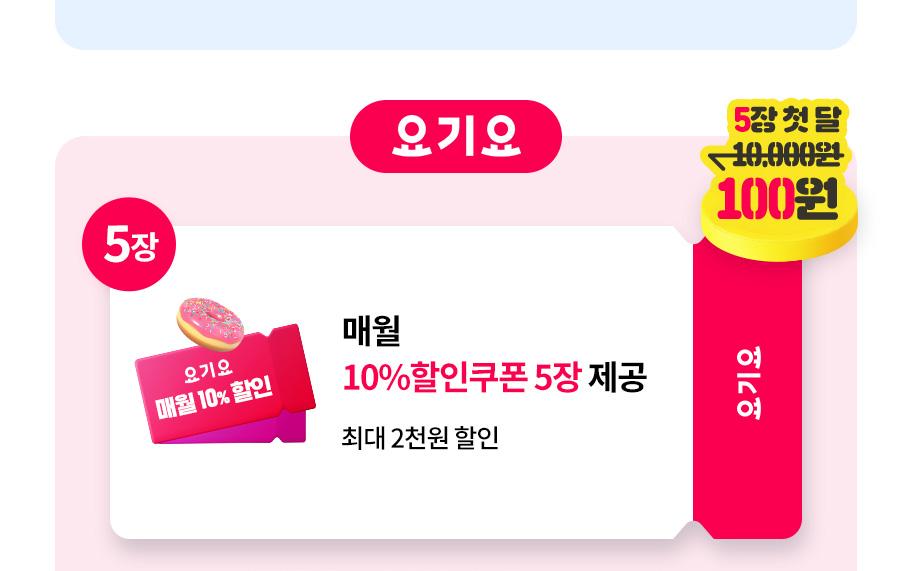 요기요
5장 첫 달
10,000원
100원
5장
요기요
매월 10% 할인
매월
10%할인쿠폰 5장 제공
최대 2천원 할인
요기요